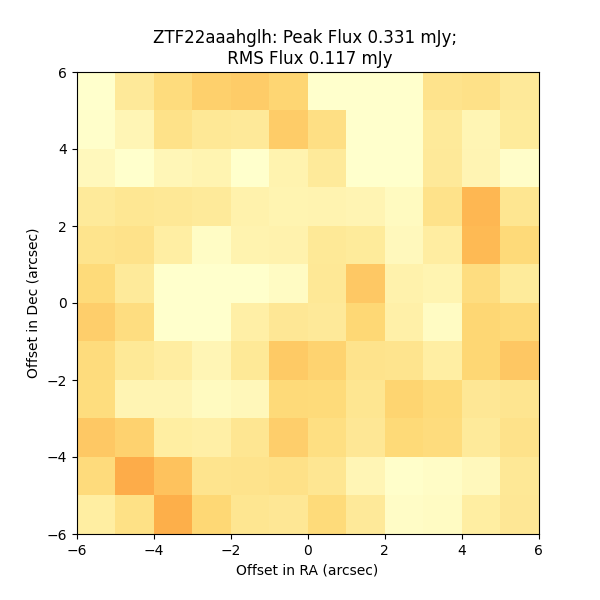 ZTF22aaahglh: Peak Flux 0.331 mJy;
RMS Flux 0.117 mJy
6
4
2
0
−2
−4
−6
Offset in Dec (arcsec)
−6 −4 −2 0 2 4 6
Offset in RA (arcsec)